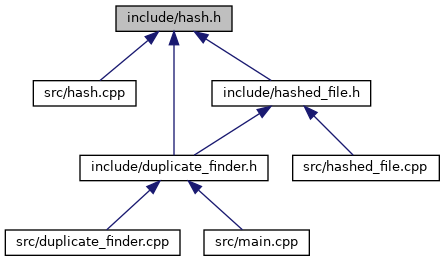 include/hash.h
src/hash.cpp
include/hashed_file.h
include/duplicate_finder.h
src/hashed_file.cpp
src/duplicate_finder.cpp
src/main.cpp